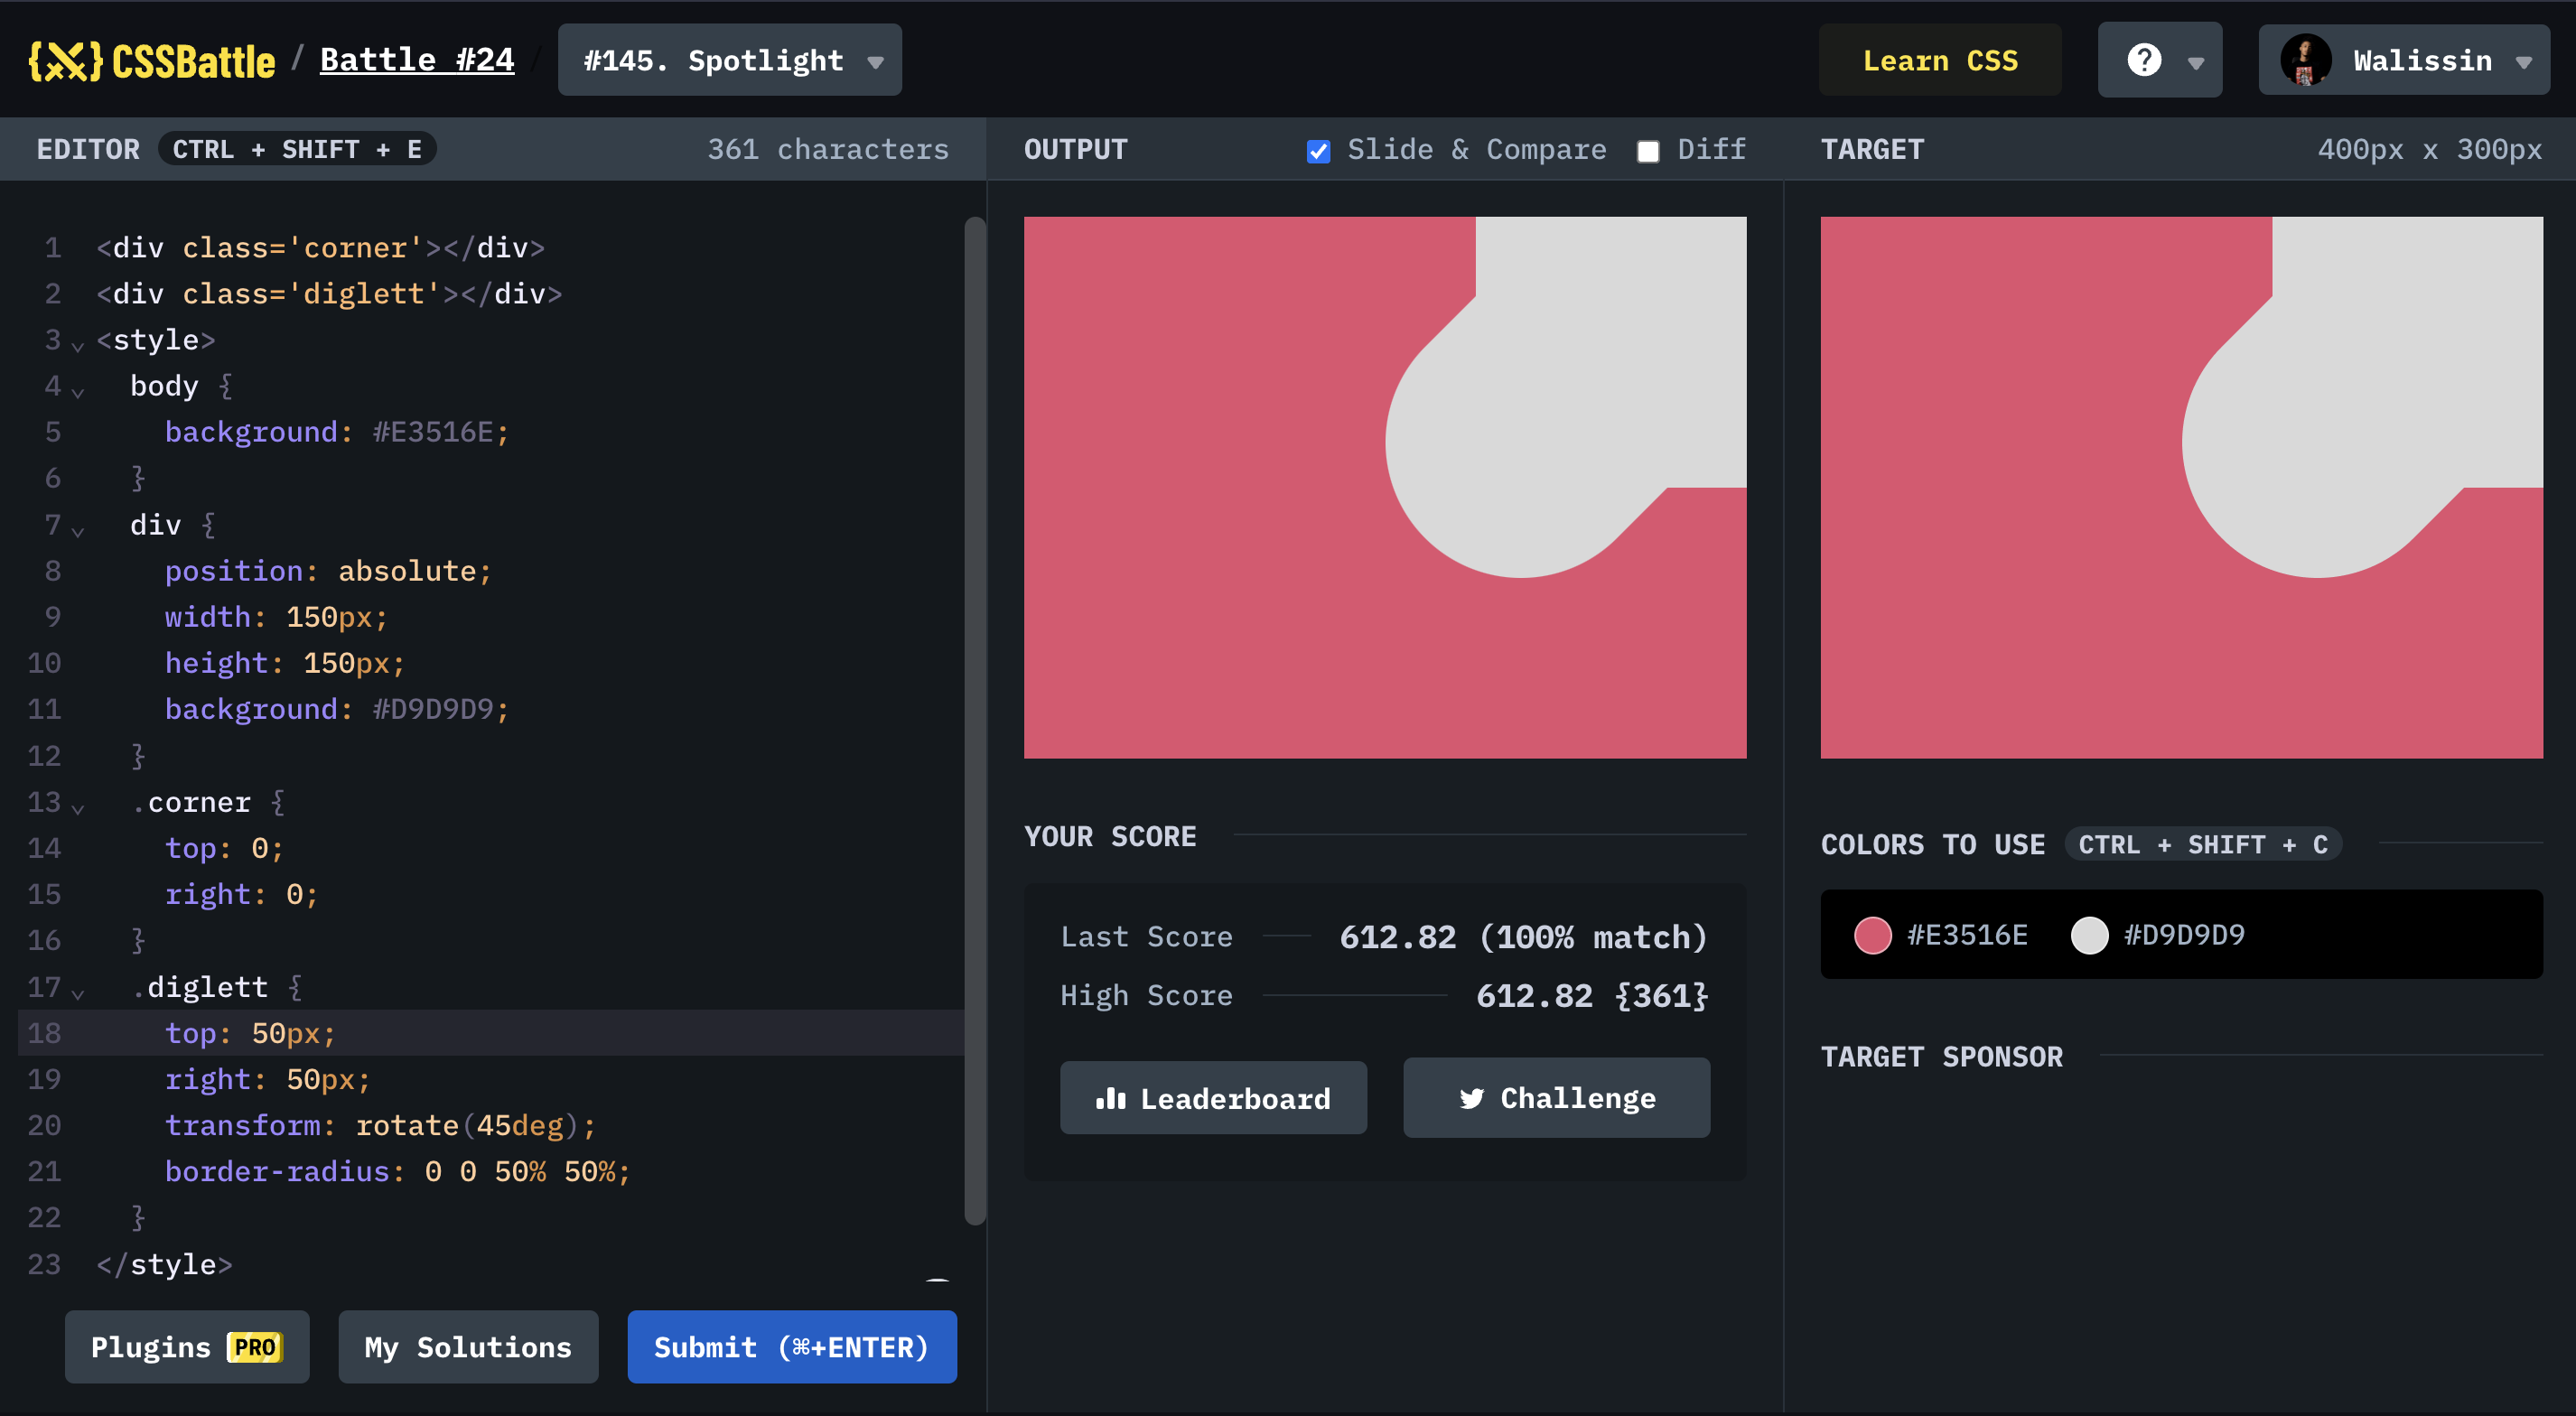 {X} CSSBattle / Battle #24 / #145. Spotlight
Learn CSS
?
Walissin
EDITOR CTRL + SHIFT + E 361 characters
OUTPUT Slide & Compare Diff
TARGET 400px x 300px
1 <div class='corner'></div>
2 <div class='diglett'></div>
3 <style>
4 body {
5 background: #E3516E;
6 }
7 div {
8 position: absolute;
9 width: 150px;
10 height: 150px;
11 background: #D9D9D9;
12 }
13 .corner {
14 top: 0;
15 right: 0;
16 }
17 .diglett {
18 top: 50px;
19 right: 50px;
20 transform: rotate(45deg);
21 border-radius: 0 0 50% 50%;
22 }
23 </style>
Plugins PRO
My Solutions
Submit (⌘+ENTER)
YOUR SCORE
Last Score 612.82 (100% match)
High Score 612.82 {361}
Leaderboard
Challenge
COLORS TO USE CTRL + SHIFT + C
#E3516E #D9D9D9
TARGET SPONSOR